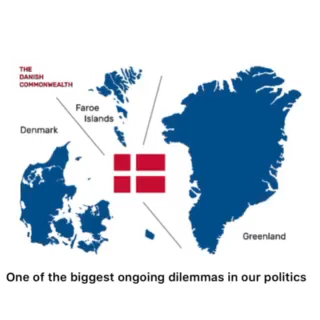 THE
DANISH
COMMONWEALTH
Faroe
Islands
Denmark
Greenland
One of the biggest ongoing dilemmas in our politics